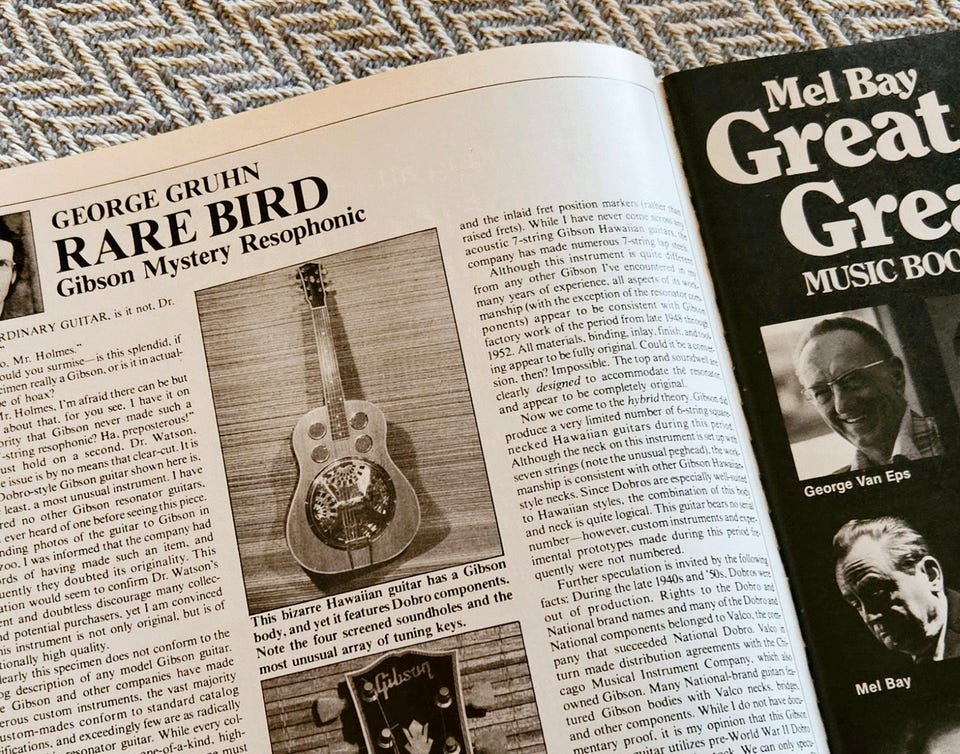 GEORGE GRUHN
RARE BIRD
Gibson Mystery Resophonic
RDINARY GUITAR, is it not, Dr.
Mr. Holmes."
ould you surmise—is this splendid, if
cimen really a Gibson, or is it in actual-
of hoax?
Mr. Holmes, I'm afraid there can be but
about that, for you see, I have on
ority that Gibson never made such a
-string resophonic? Ha, preposterous!"
ust hold on a second, Dr. Watson.
e issue is by no means that clear-cut. It is
Dobro-style Gibson guitar shown here is,
least, a most unusual instrument. I have
red no other Gibson resonator guitars,
ever heard of one before seeing this piece.
nding photos of the guitar to Gibson in
zoo, I was informed that the company had
ords of having made such an item, and
uently they doubted its originality. This
ation would seem to confirm Dr. Watson's
ent and doubtless discourage many collec-
nd potential purchasers, yet I am convinced
his instrument is not only original, but is of
tionally high quality.
learly this specimen does not conform to the
og description of any model Gibson guitar.
e Gibson and other companies have made
erous custom instruments, the vast majority
ustom-mades conform to standard catalog
ifications, and exceedingly few are as radically
resonator guitar. While every col-
one-of-a-kind, high-
must
This bizarre Hawaiian guitar has a Gibson
body, and yet it features Dobro components.
Note the four screened soundholes and the
most unusual array of tuning keys.
Gibson
and the inlaid fret position markers (rather than
raised frets). While I have never come across any
acoustic 7-string Gibson Hawaiian guitars, the
company has made numerous 7-string lap steels.
Although this instrument is quite different
from any other Gibson I've encountered in my
many years of experience, all aspects of its work-
manship (with the exception of the resonator com-
ponents) appear to be consistent with Gibson
factory work of the period from late 1948 through
1952. All materials, binding, inlay, finish, and
ing appear to be fully original. Could it be a conver-
sion, then? Impossible. The top and soundwell are
clearly designed to accommodate the resonator
and appear to be completely original.
Now we come to the hybrid theory. Gibson did
produce a very limited number of 6-string square-
necked Hawaiian guitars during this period.
Although the neck on this instrument is set up with
seven strings (note the unusual peghead), the work-
manship is consistent with other Gibson Hawaiian-
style necks. Since Dobros are especially well-suited
to Hawaiian styles, the combination of this body
and neck is quite logical. This guitar bears no serial
number—however, custom instruments and exper-
imental prototypes made during this period fre-
quently were not numbered.
Further speculation is invited by the following
facts: During the late 1940s and '50s, Dobros were
out of production. Rights to the Dobro and
National brand names and many of the Dobro and
National components belonged to Valco, the com-
pany that succeeded National Dobro. Valco in
turn made distribution agreements with the Chi-
cago Musical Instrument Company, which also
owned Gibson. Many National-brand guitars fea-
tured Gibson bodies with Valco necks, bridges,
and other components. While I do not have docu-
mentary proof, it is my opinion that this Gibson
guitar utilizes pre-World War II Dobro
We can only
Mel Bay
Great
Grea
MUSIC BOO
George Van Eps
Mel Bay